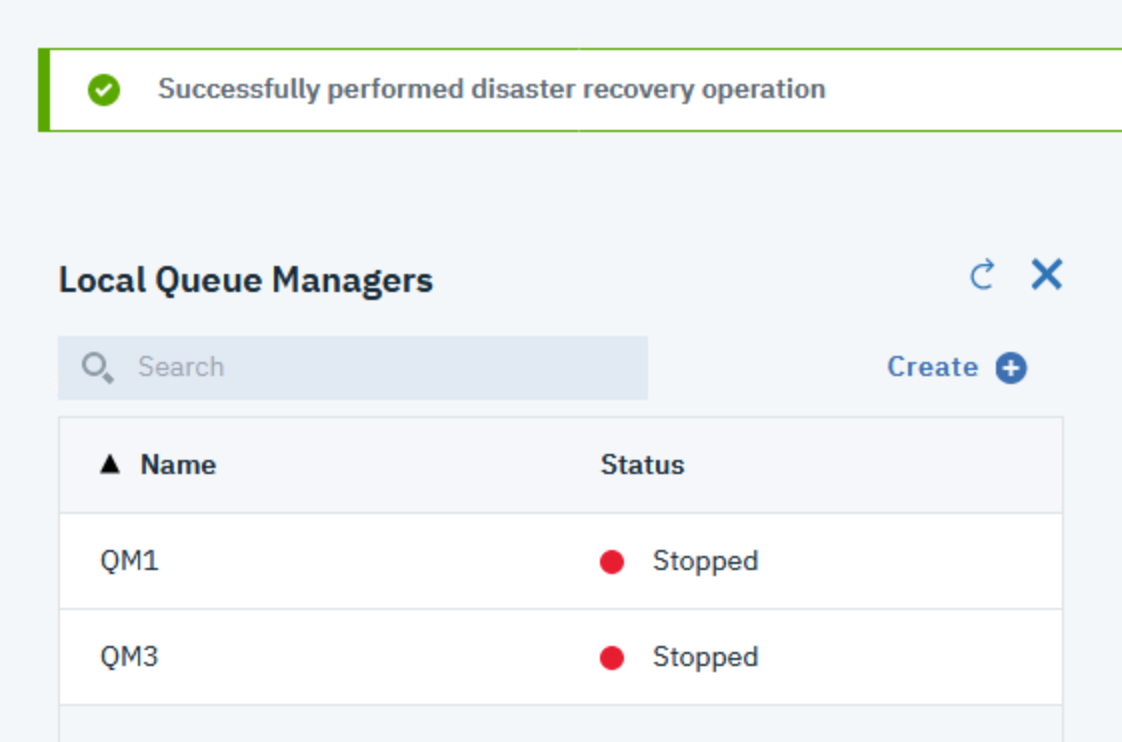 Successfully performed disaster recovery operation
Local Queue Managers
Search
Create
Name Status
QM1 Stopped
QM3 Stopped